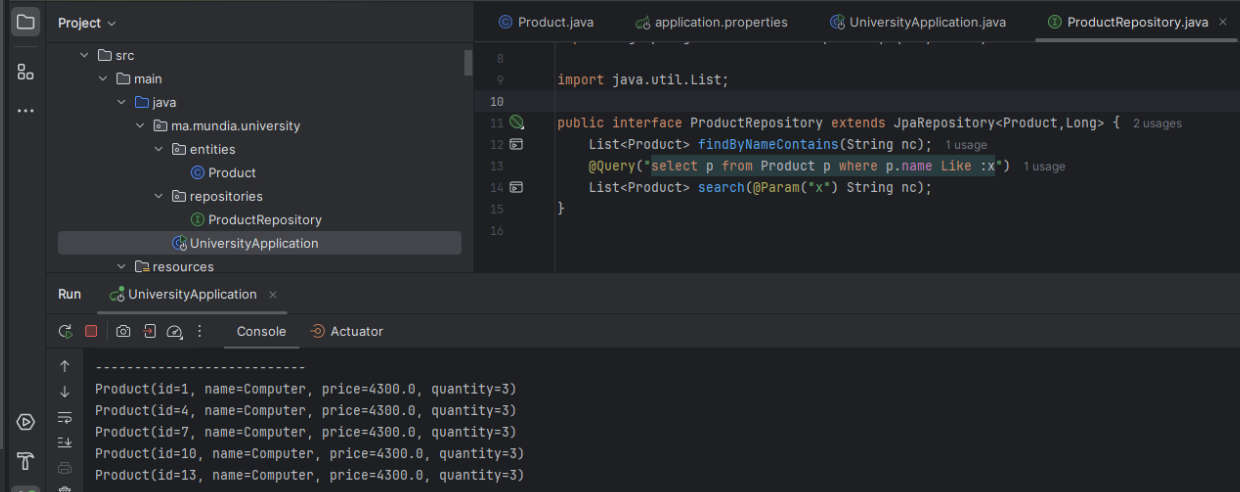 Project
src
main
java
ma.mundia.university
entities
Product
repositories
ProductRepository
UniversityApplication
resources
Product.java
application.properties
UniversityApplication.java
ProductRepository.java
8
9 import java.util.List;
10
11 public interface ProductRepository extends JpaRepository<Product,Long> { 2 usages
12 List<Product> findByNameContains(String nc); 1 usage
13 @Query("select p from Product p where p.name Like :x") 1 usage
14 List<Product> search(@Param("x") String nc);
15 }
16
Run UniversityApplication
Console Actuator
---------------------------
Product(id=1, name=Computer, price=4300.0, quantity=3)
Product(id=4, name=Computer, price=4300.0, quantity=3)
Product(id=7, name=Computer, price=4300.0, quantity=3)
Product(id=10, name=Computer, price=4300.0, quantity=3)
Product(id=13, name=Computer, price=4300.0, quantity=3)